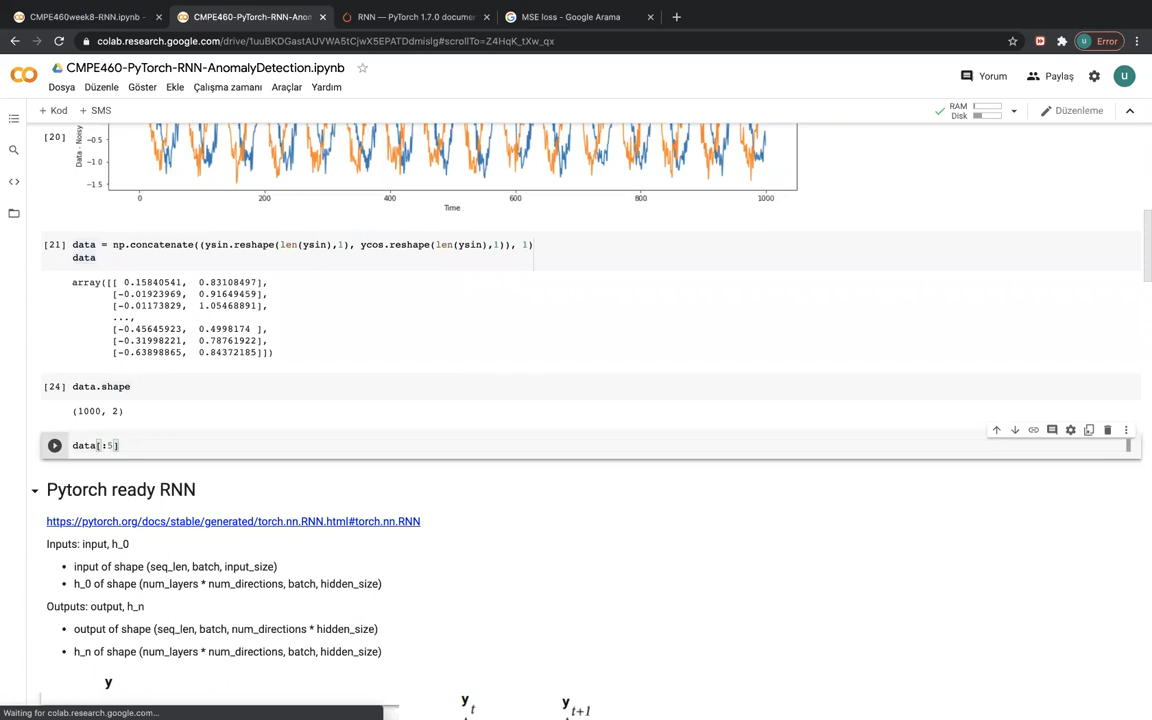 CMPE460week8-RNN.ipynb -
CMPE460-PyTorch-RNN-Anon
RNN — PyTorch 1.7.0 documen
MSE loss - Google Arama
colab.research.google.com/drive/1uuBKDGastAUVWA5tCjwX5EPATDdmislg#scrollTo=Z4HqK_tXw_qx
Error
CMPE460-PyTorch-RNN-AnomalyDetection.ipynb
Yorum
Paylaş
Dosya Düzenle Göster Ekle Çalışma zamanı Araçlar Yardım
+ Kod + SMS
RAM
Disk
Düzenleme
[20]
Data - Noisy
-0.5
-1.0
-1.5
0 200 400 600 800 1000
Time
[21] data = np.concatenate((ysin.reshape(len(ysin),1), ycos.reshape(len(ysin),1)), 1)
data
array([[ 0.15840541, 0.83108497],
[-0.01923969, 0.91649459],
[-0.01173829, 1.05468891],
...,
[-0.45645923, 0.4998174 ],
[-0.31998221, 0.78761922],
[-0.63898865, 0.84372185]])
[24] data.shape
(1000, 2)
data[:5]
Pytorch ready RNN
https://pytorch.org/docs/stable/generated/torch.nn.RNN.html#torch.nn.RNN
Inputs: input, h_0
• input of shape (seq_len, batch, input_size)
• h_0 of shape (num_layers * num_directions, batch, hidden_size)
Outputs: output, h_n
• output of shape (seq_len, batch, num_directions * hidden_size)
• h_n of shape (num_layers * num_directions, batch, hidden_size)
y
y t
y t+1
Waiting for colab.research.google.com...